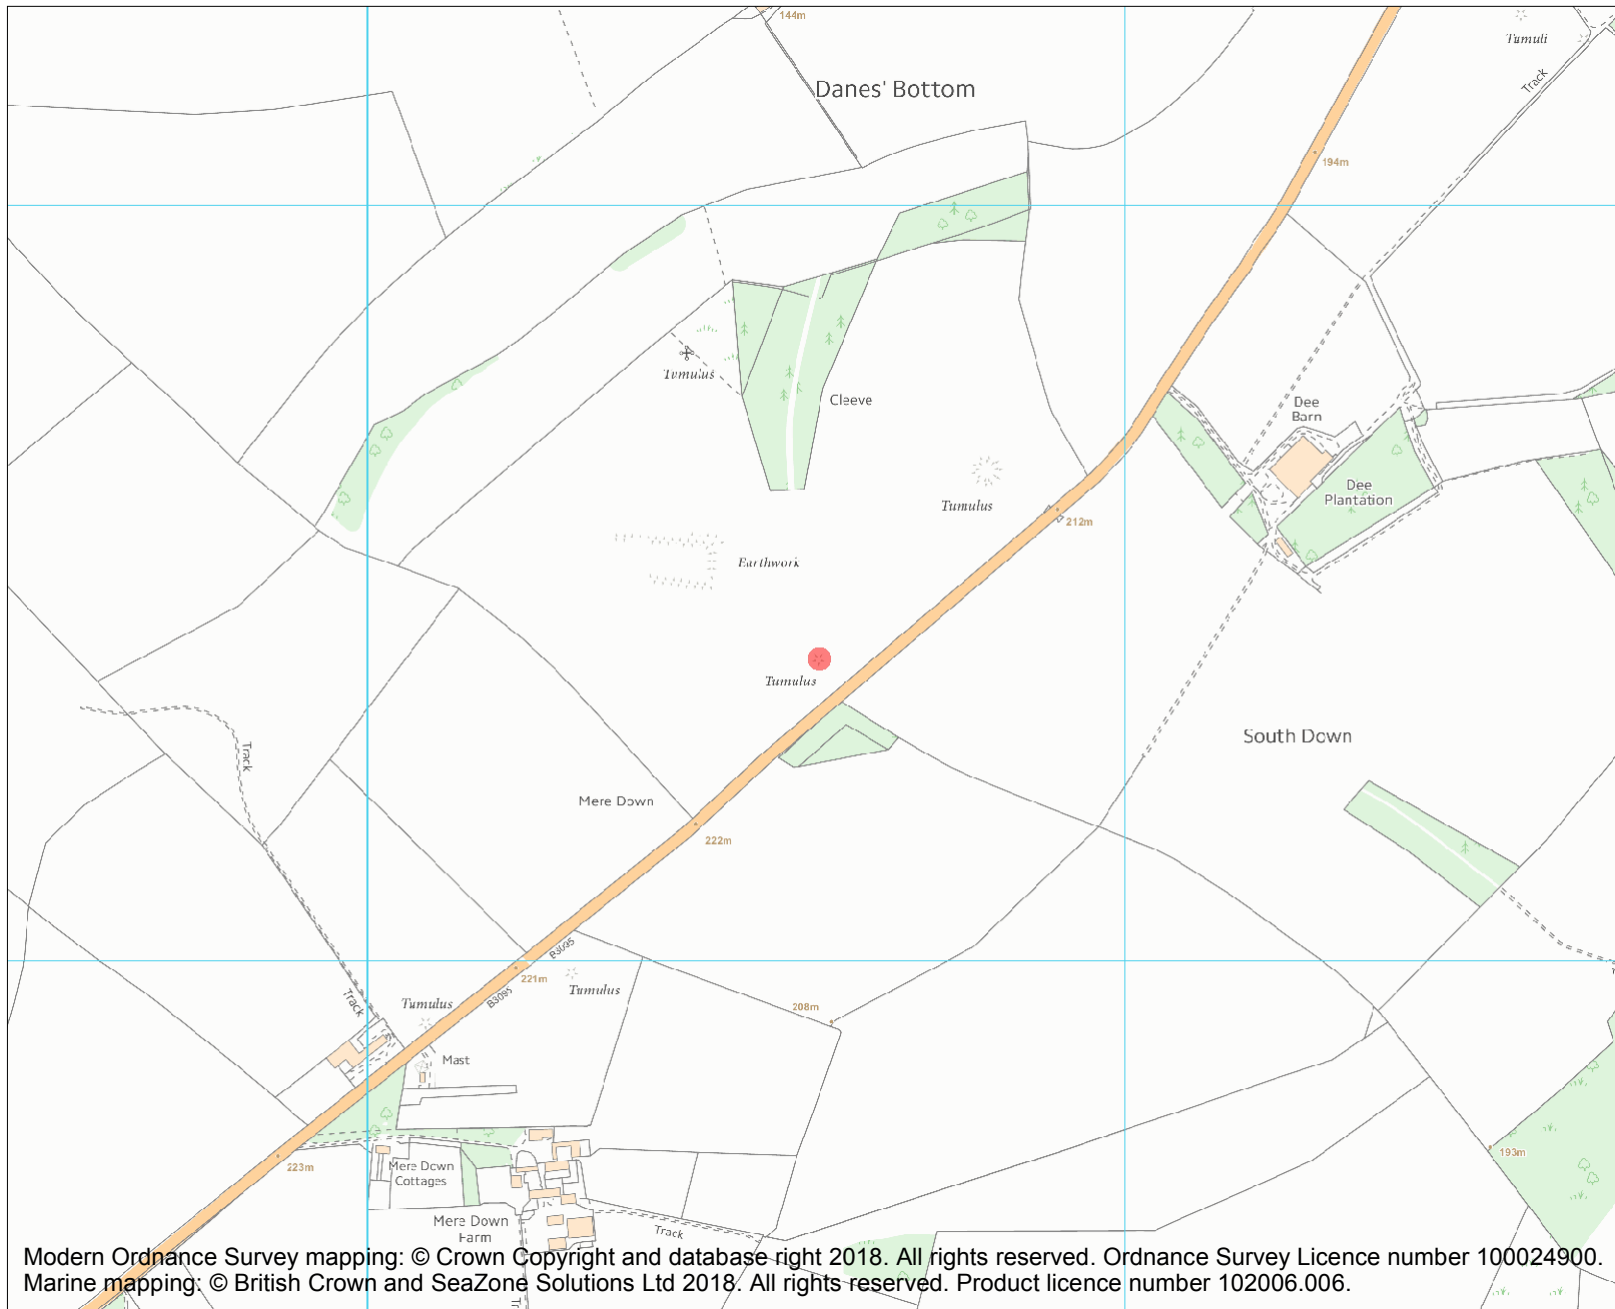 144m
Tumuli
Track
Danes' Bottom
194m
Tumulus
Cleeve
Dee
Barn
Dee
Plantation
Tumulus
212m
Earthwork
Tumulus
South Down
Track
Mere Down
222m
B3095
221m
B3095
Tumulus
Tumulus
Track
208m
Mast
223m
Mere Down
Cottages
193m
Mere Down
Farm
Track
Modern Ordnance Survey mapping: © Crown Copyright and database right 2018. All rights reserved. Ordnance Survey Licence number 100024900.
Marine mapping: © British Crown and SeaZone Solutions Ltd 2018. All rights reserved. Product licence number 102006.006.